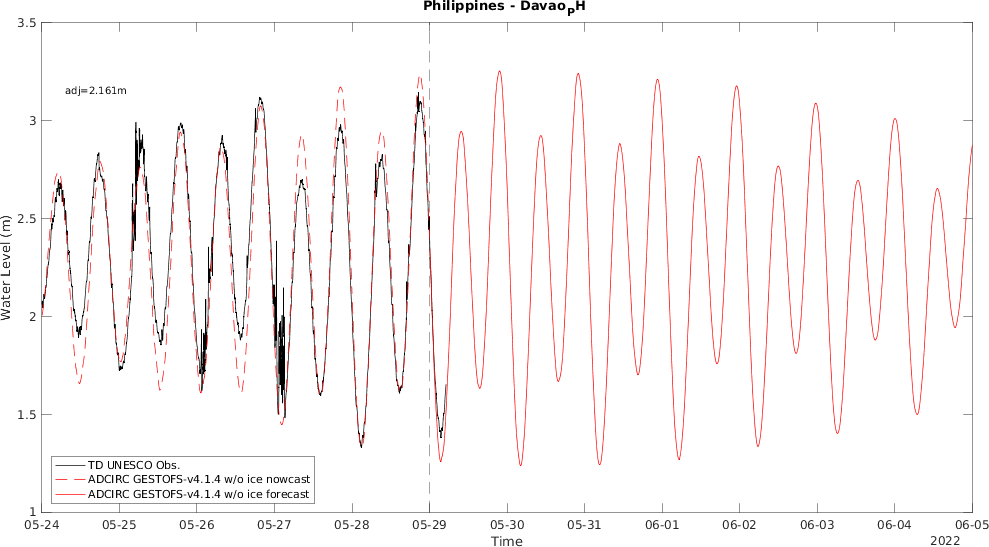 Philippines - DavaopH
3.5
adj=2.161m
3
2.5
Water Level (m)
2
1.5
1
TD UNESCO Obs.
ADCIRC GESTOFS-v4.1.4 w/o ice nowcast
ADCIRC GESTOFS-v4.1.4 w/o ice forecast
05-24 05-25 05-26 05-27 05-28 05-29 05-30 05-31 06-01 06-02 06-03 06-04 06-05
Time
2022